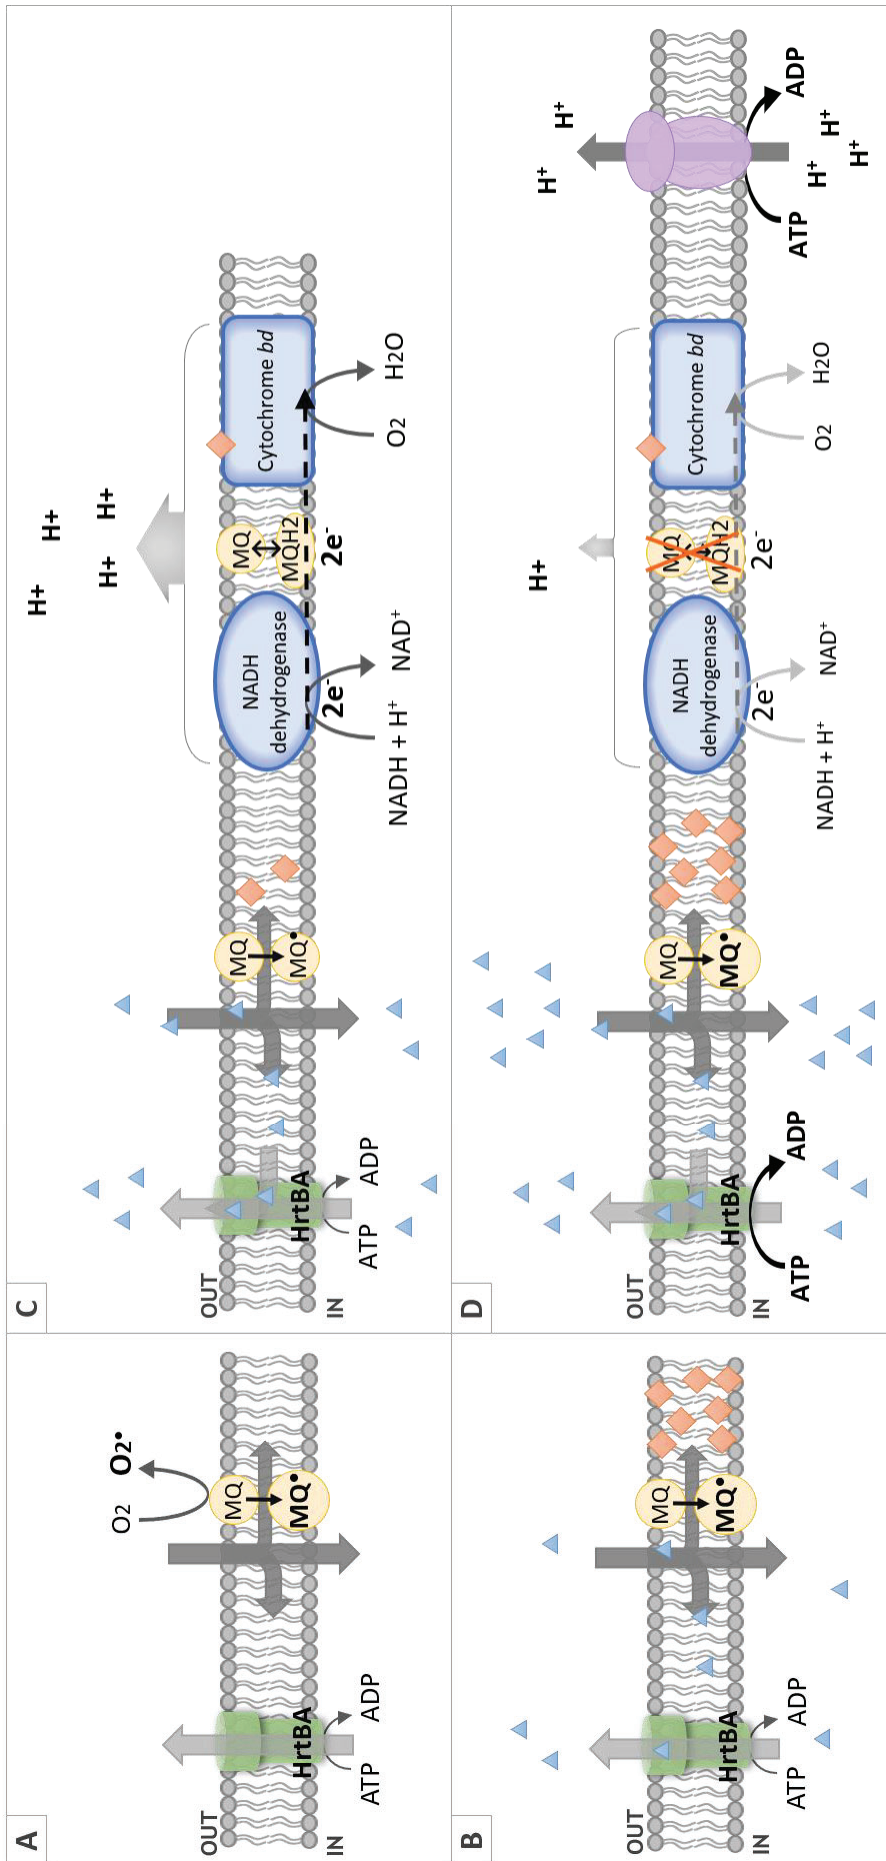 A
OUT
IN
HrtBA
ATP
ADP
O2
O2•
MQ
MQ•
B
OUT
IN
HrtBA
ATP
ADP
MQ
MQ•
C
OUT
IN
HrtBA
ATP
ADP
MQ
MQ•
NADH
dehydrogenase
NADH + H⁺
NAD⁺
2e⁻
MQ
MQH2
2e⁻
Cytochrome bd
O2
H2O
H+
H+
H+
H+
D
OUT
IN
HrtBA
ATP
ADP
MQ
MQ•
NADH
dehydrogenase
NADH + H⁺
NAD⁺
2e⁻
MQ
MQH2
2e⁻
Cytochrome bd
O2
H2O
H+
H⁺
H⁺
ATP
ADP
H⁺
H⁺
H⁺